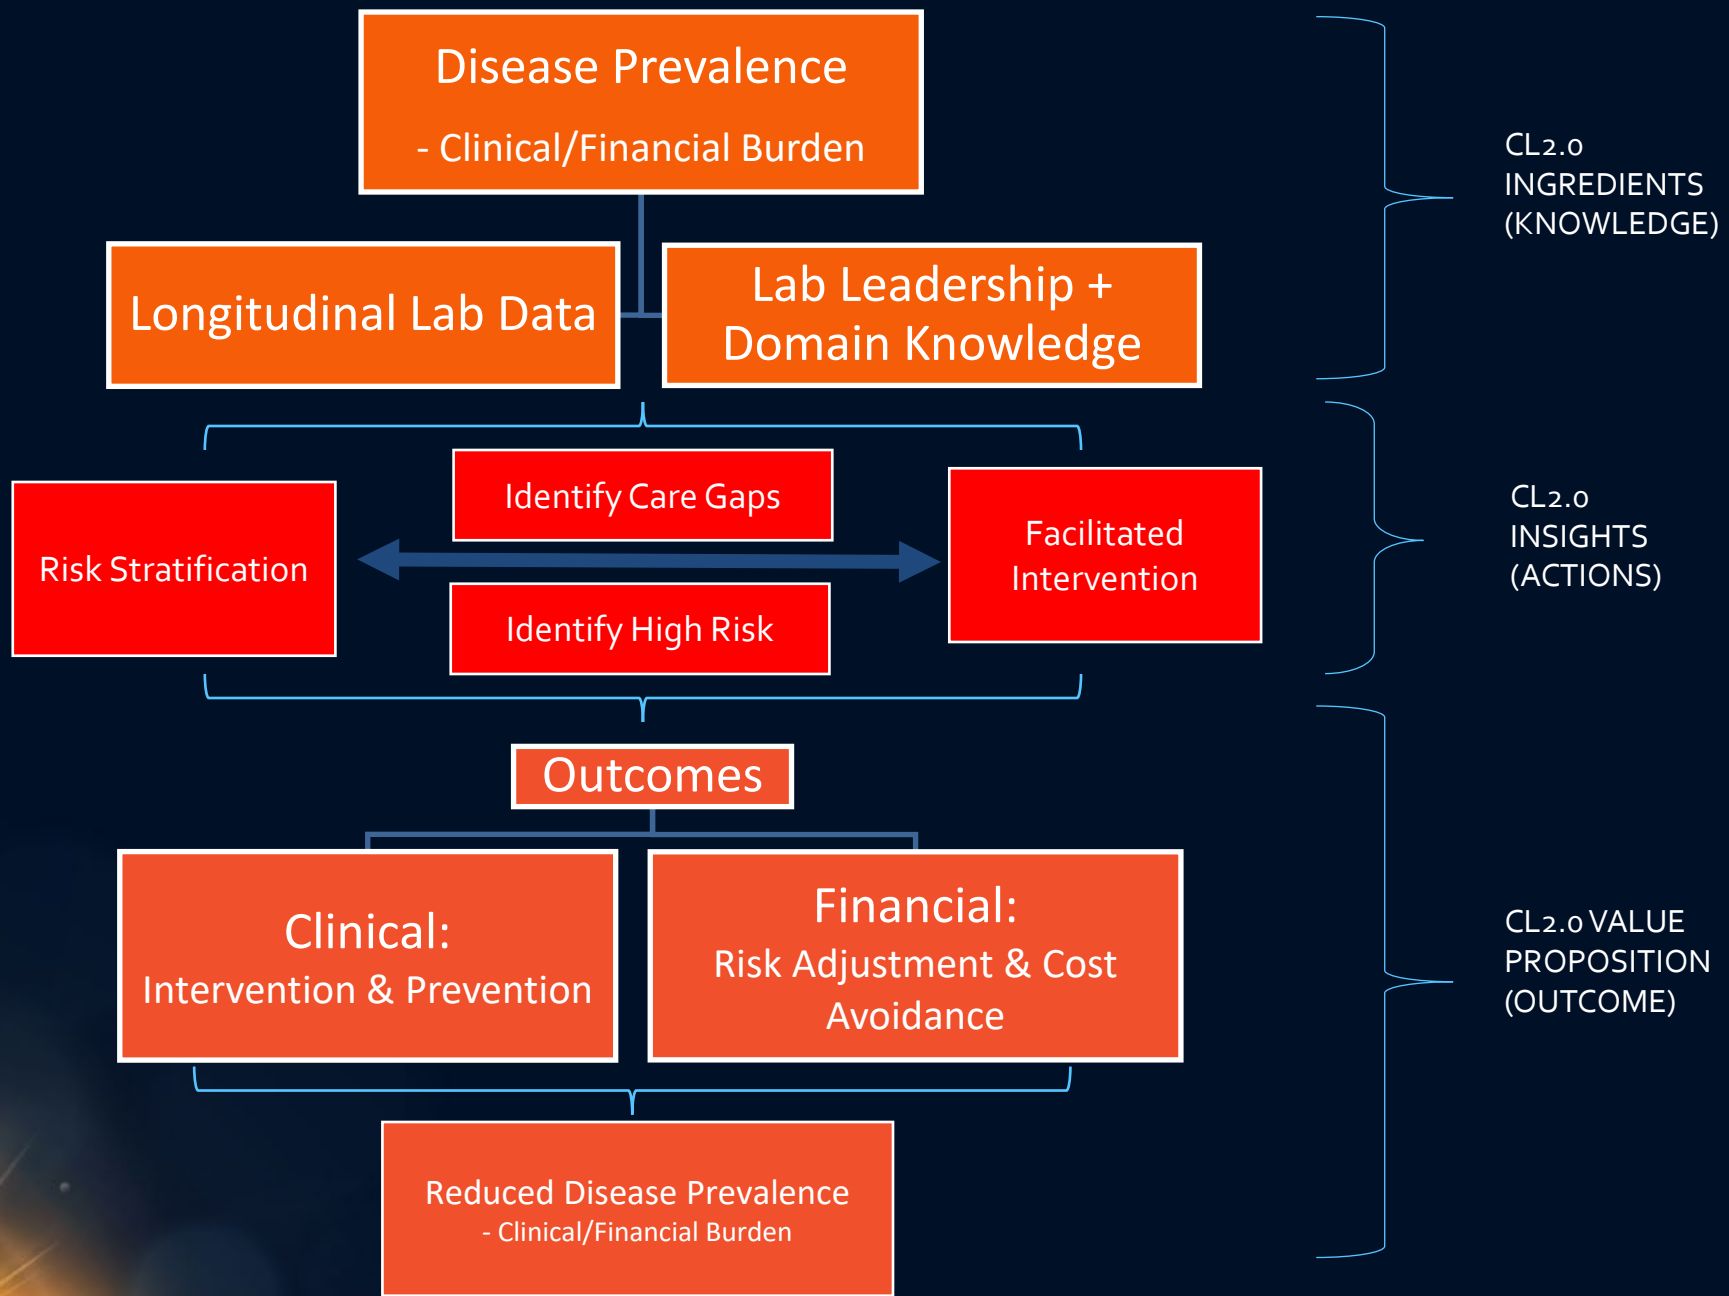 Disease Prevalence
- Clinical/Financial Burden
Longitudinal Lab Data
Lab Leadership +
Domain Knowledge
CL2.0
INGREDIENTS
(KNOWLEDGE)
Risk Stratification
Identify Care Gaps
Identify High Risk
Facilitated
Intervention
CL2.0
INSIGHTS
(ACTIONS)
Outcomes
Clinical:
Intervention & Prevention
Financial:
Risk Adjustment & Cost
Avoidance
Reduced Disease Prevalence
- Clinical/Financial Burden
CL2.0 VALUE
PROPOSITION
(OUTCOME)